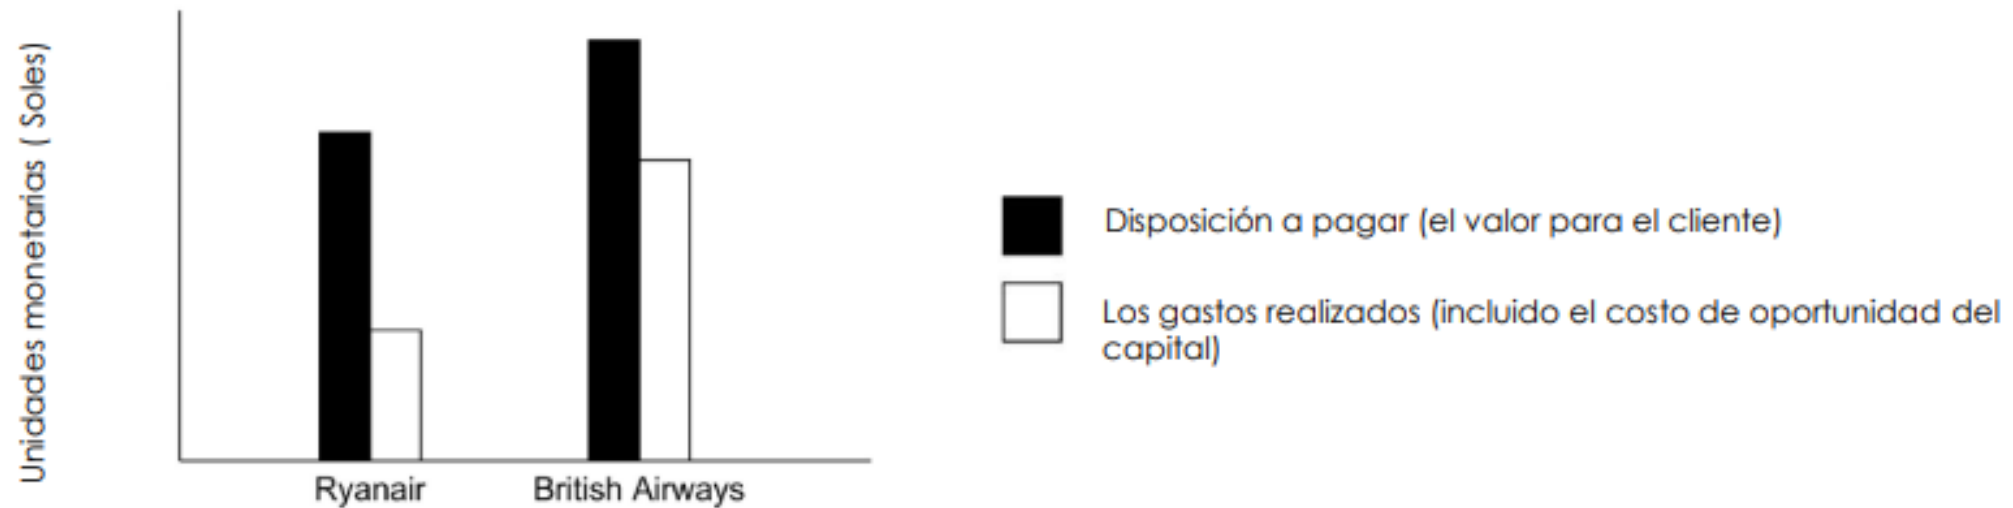 Unidades monetarias ( Soles)
Ryanair
British Airways
Disposición a pagar (el valor para el cliente)
Los gastos realizados (incluido el costo de oportunidad del
capital)